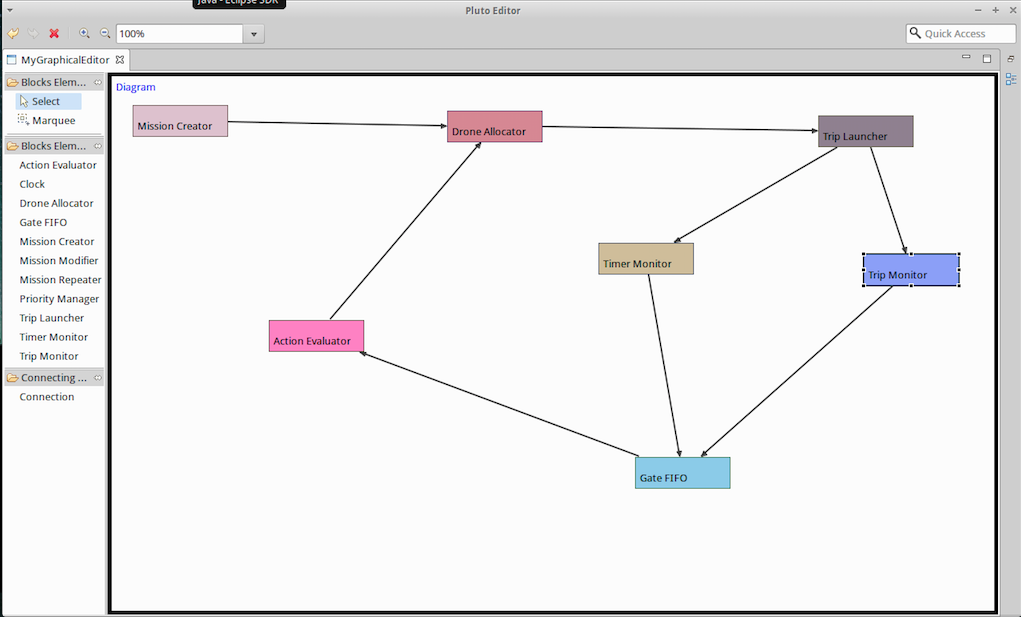 Java - Eclipse SDK
Pluto Editor
100%
Quick Access
MyGraphicalEditor
Blocks Elem...
Select
Marquee
Blocks Elem...
Action Evaluator
Clock
Drone Allocator
Gate FIFO
Mission Creator
Mission Modifier
Mission Repeater
Priority Manager
Trip Launcher
Timer Monitor
Trip Monitor
Connecting ...
Connection
Diagram
Mission Creator
Drone Allocator
Trip Launcher
Timer Monitor
Trip Monitor
Action Evaluator
Gate FIFO